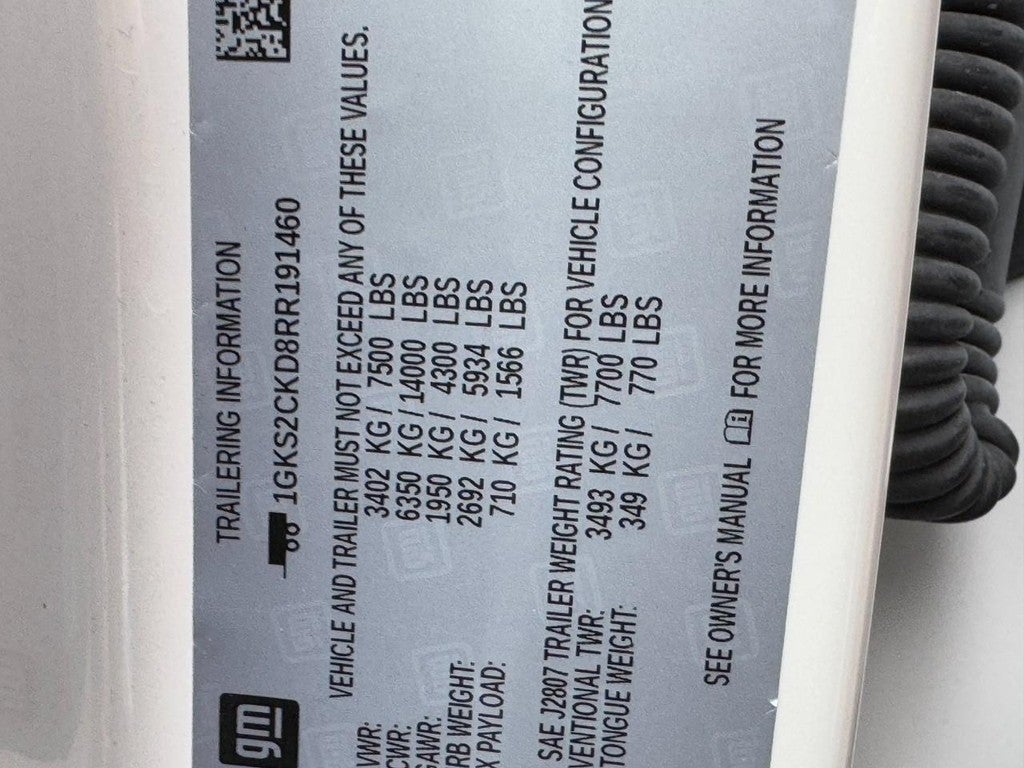 TRAILERING INFORMATION
1GKS2CKD8RR191460
VEHICLE AND TRAILER MUST NOT EXCEED ANY OF THESE VALUES.
VWR: 3402 KG / 7500 LBS
CWR: 6350 KG / 14000 LBS
GAWR: 1950 KG / 4300 LBS
RB WEIGHT: 2692 KG / 5934 LBS
X PAYLOAD: 710 KG / 1566 LBS
SAE J2807 TRAILER WEIGHT RATING (TWR) FOR VEHICLE CONFIGURATION
VENTIONAL TWR: 3493 KG / 7700 LBS
TONGUE WEIGHT: 349 KG / 770 LBS
SEE OWNER'S MANUAL FOR MORE INFORMATION
gm